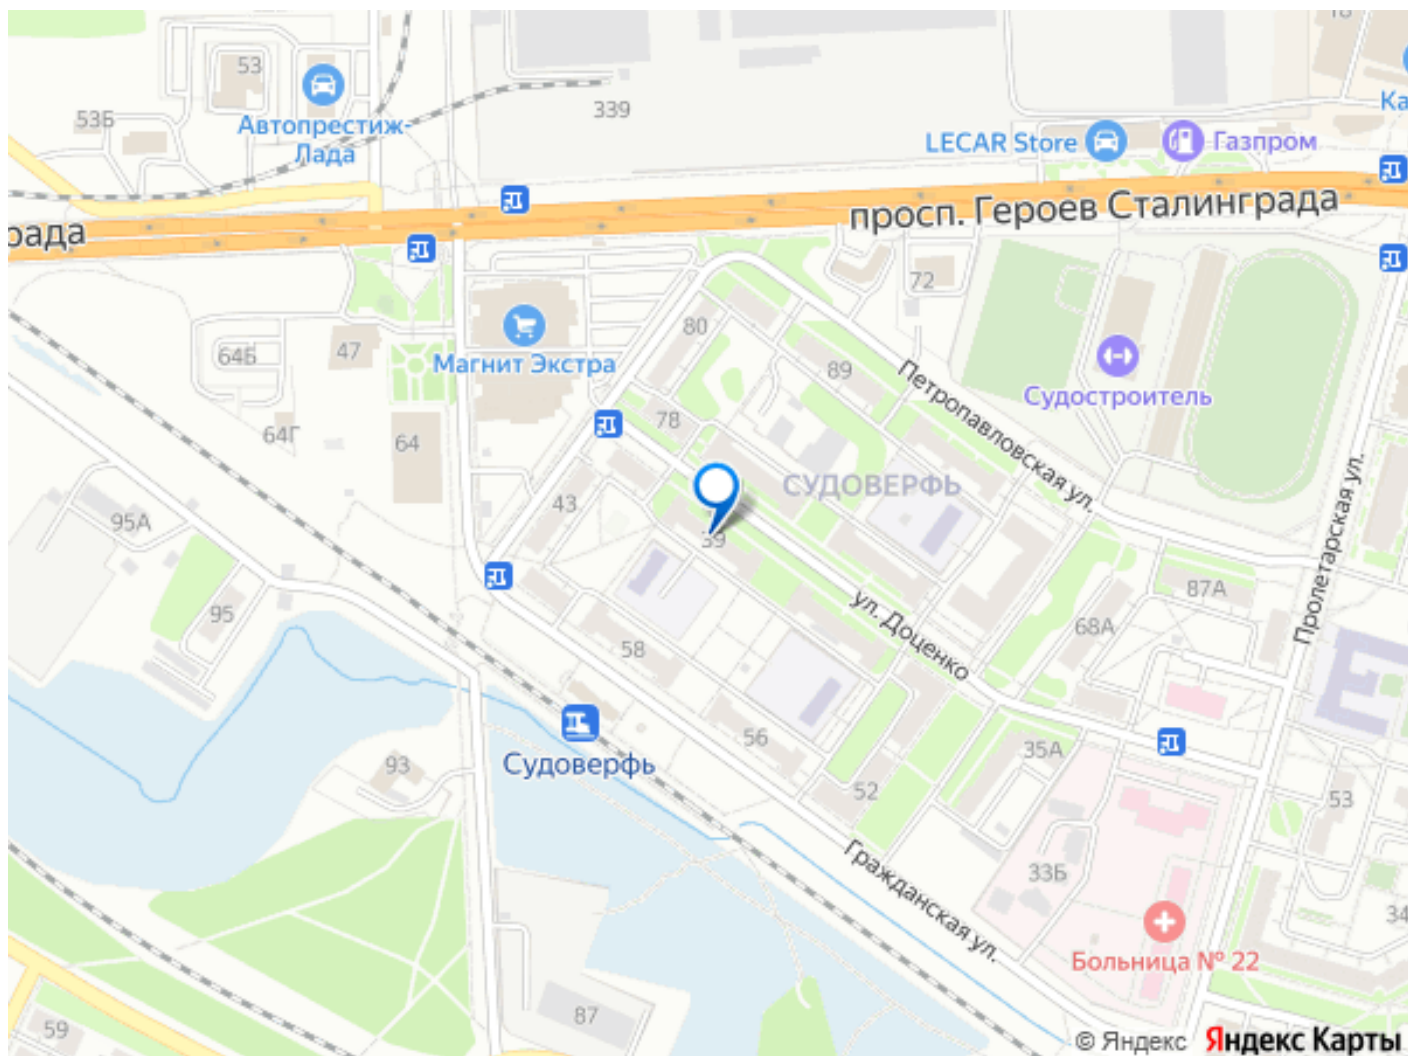 53
53Б
Автопрестиж-
Лада
339
LECAR Store
Газпром
Ка
18
просп. Героев Сталинграда
рада
72
80
47
64Б
Магнит Экстра
89
Петропавловская ул.
Судостроитель
78
64Г
64
СУДОВЕРФЬ
43
95А
39
Пролетарская ул.
87А
ул. Доценко
68А
95
58
56
35А
Судоверфь
93
52
53
33Б
Гражданская ул.
34
Больница № 22
87
59
© Яндекс Яндекс Карты